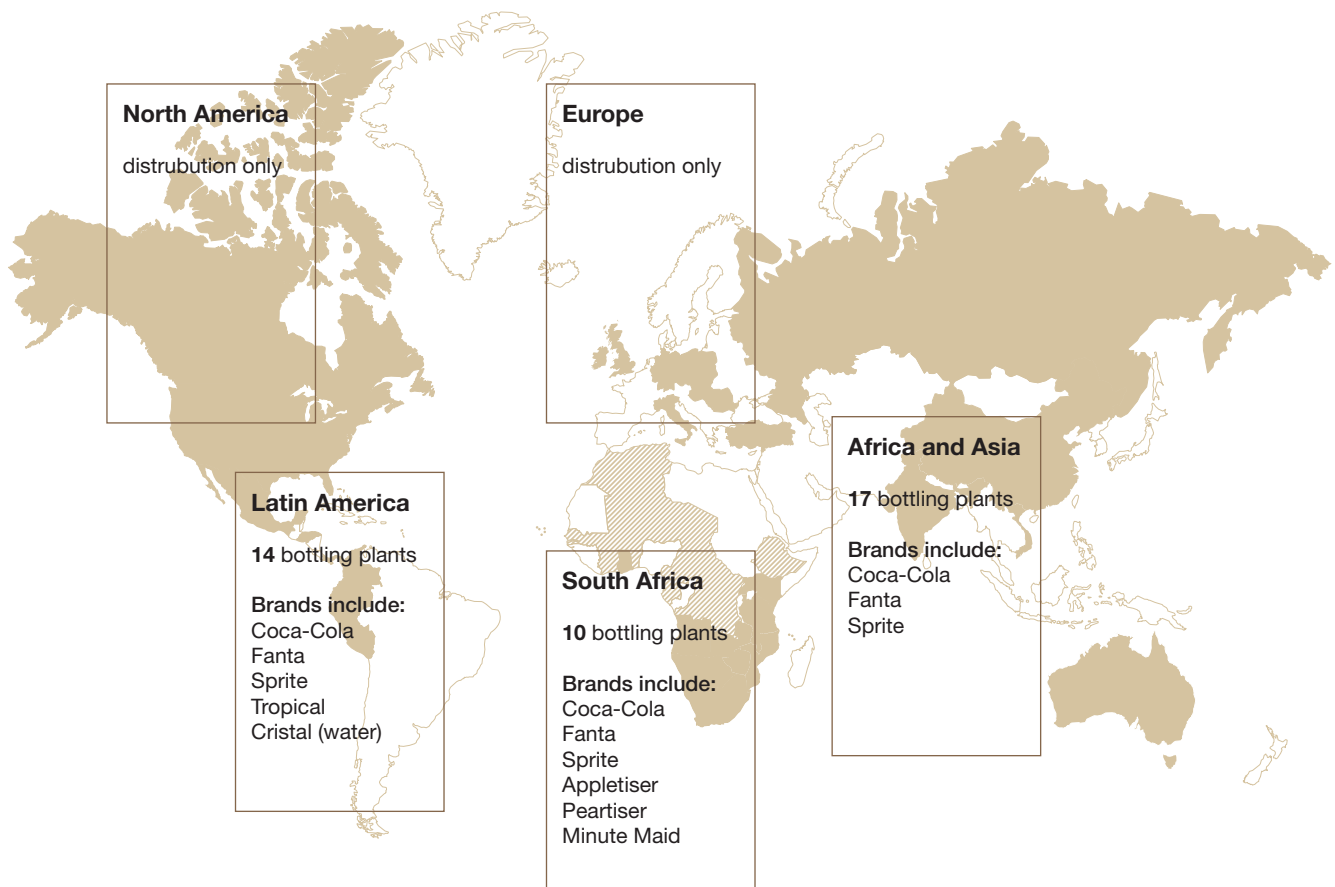 North America
distrubution only
Europe
distrubution only
Latin America
14 bottling plants
Brands include:
Coca-Cola
Fanta
Sprite
Tropical
Cristal (water)
South Africa
10 bottling plants
Brands include:
Coca-Cola
Fanta
Sprite
Appletiser
Peartiser
Minute Maid
Africa and Asia
17 bottling plants
Brands include:
Coca-Cola
Fanta
Sprite